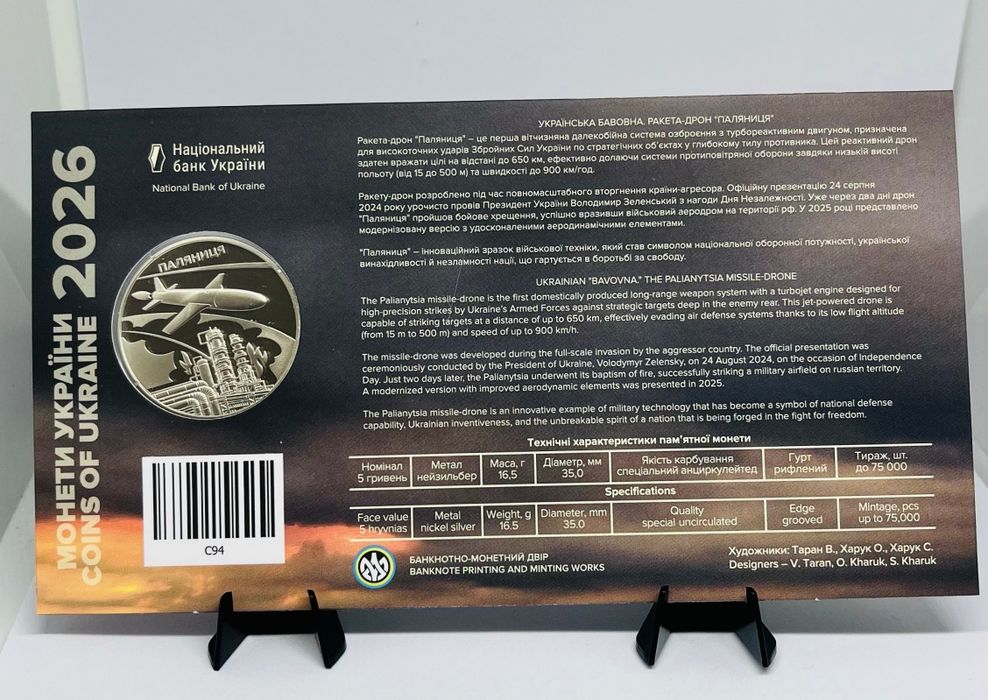 МОНЕТИ УКРАЇНИ 2026
COINS OF UKRAINE
Національний
банк України
National Bank of Ukraine
ПАЛЯНИЦЯ
C94
УКРАЇНСЬКА БАВОВНА. РАКЕТА-ДРОН "ПАЛЯНИЦЯ"
Ракета-дрон "Паляниця" – це перша вітчизняна далекобійна система озброєння з турбореактивним двигуном, призначена
для високоточних ударів Збройних Сил України по стратегічних об'єктах у глибокому тилу противника. Цей реактивний дрон
здатен вражати цілі на відстані до 650 км, ефективно долаючи системи протиповітряної оборони завдяки низькій висоті
польоту (від 15 до 500 м) та швидкості до 900 км/год.
Ракету-дрон розроблено під час повномасштабного вторгнення країни-агресора. Офіційну презентацію 24 серпня
2024 року урочисто провів Президент України Володимир Зеленський з нагоди Дня Незалежності. Уже через два дні дрон
"Паляниця" пройшов бойове хрещення, успішно вразивши військовий аеродром на території рф. У 2025 році представлено
модернізовану версію з удосконаленими аеродинамічними елементами.
"Паляниця" – інноваційний зразок військової техніки, який став символом національної оборонної потужності, української
винахідливості й незламності нації, що гартується в боротьбі за свободу.
UKRAINIAN "BAVOVNA." THE PALIANYTSIA MISSILE-DRONE
The Palianytsia missile-drone is the first domestically produced long-range weapon system with a turbojet engine designed for
high-precision strikes by Ukraine's Armed Forces against strategic targets deep in the enemy rear. This jet-powered drone is
capable of striking targets at a distance of up to 650 km, effectively evading air defense systems thanks to its low flight altitude
(from 15 m to 500 m) and speed of up to 900 km/h.
The missile-drone was developed during the full-scale invasion by the aggressor country. The official presentation was
ceremoniously conducted by the President of Ukraine, Volodymyr Zelensky, on 24 August 2024, on the occasion of Independence
Day. Just two days later, the Palianytsia underwent its baptism of fire, successfully striking a military airfield on russian territory.
A modernized version with improved aerodynamic elements was presented in 2025.
The Palianytsia missile-drone is an innovative example of military technology that has become a symbol of national defense
capability, Ukrainian inventiveness, and the unbreakable spirit of a nation that is being forged in the fight for freedom.
Технічні характеристики пам'ятної монети
Номінал Метал Маса, г Діаметр, мм Якість карбування Гурт Тираж, шт.
5 гривень нейзильбер 16,5 35,0 спеціальний анциркулейтед рифлений до 75 000
Specifications
Face value Metal Weight, g Diameter, mm Quality Edge Mintage, pcs
5 hryvnias nickel silver 16.5 35.0 special uncirculated grooved up to 75,000
БАНКНОТНО-МОНЕТНИЙ ДВІР
BANKNOTE PRINTING AND MINTING WORKS
Художники: Таран В., Харук О., Харук С.
Designers – V. Taran, O. Kharuk, S. Kharuk